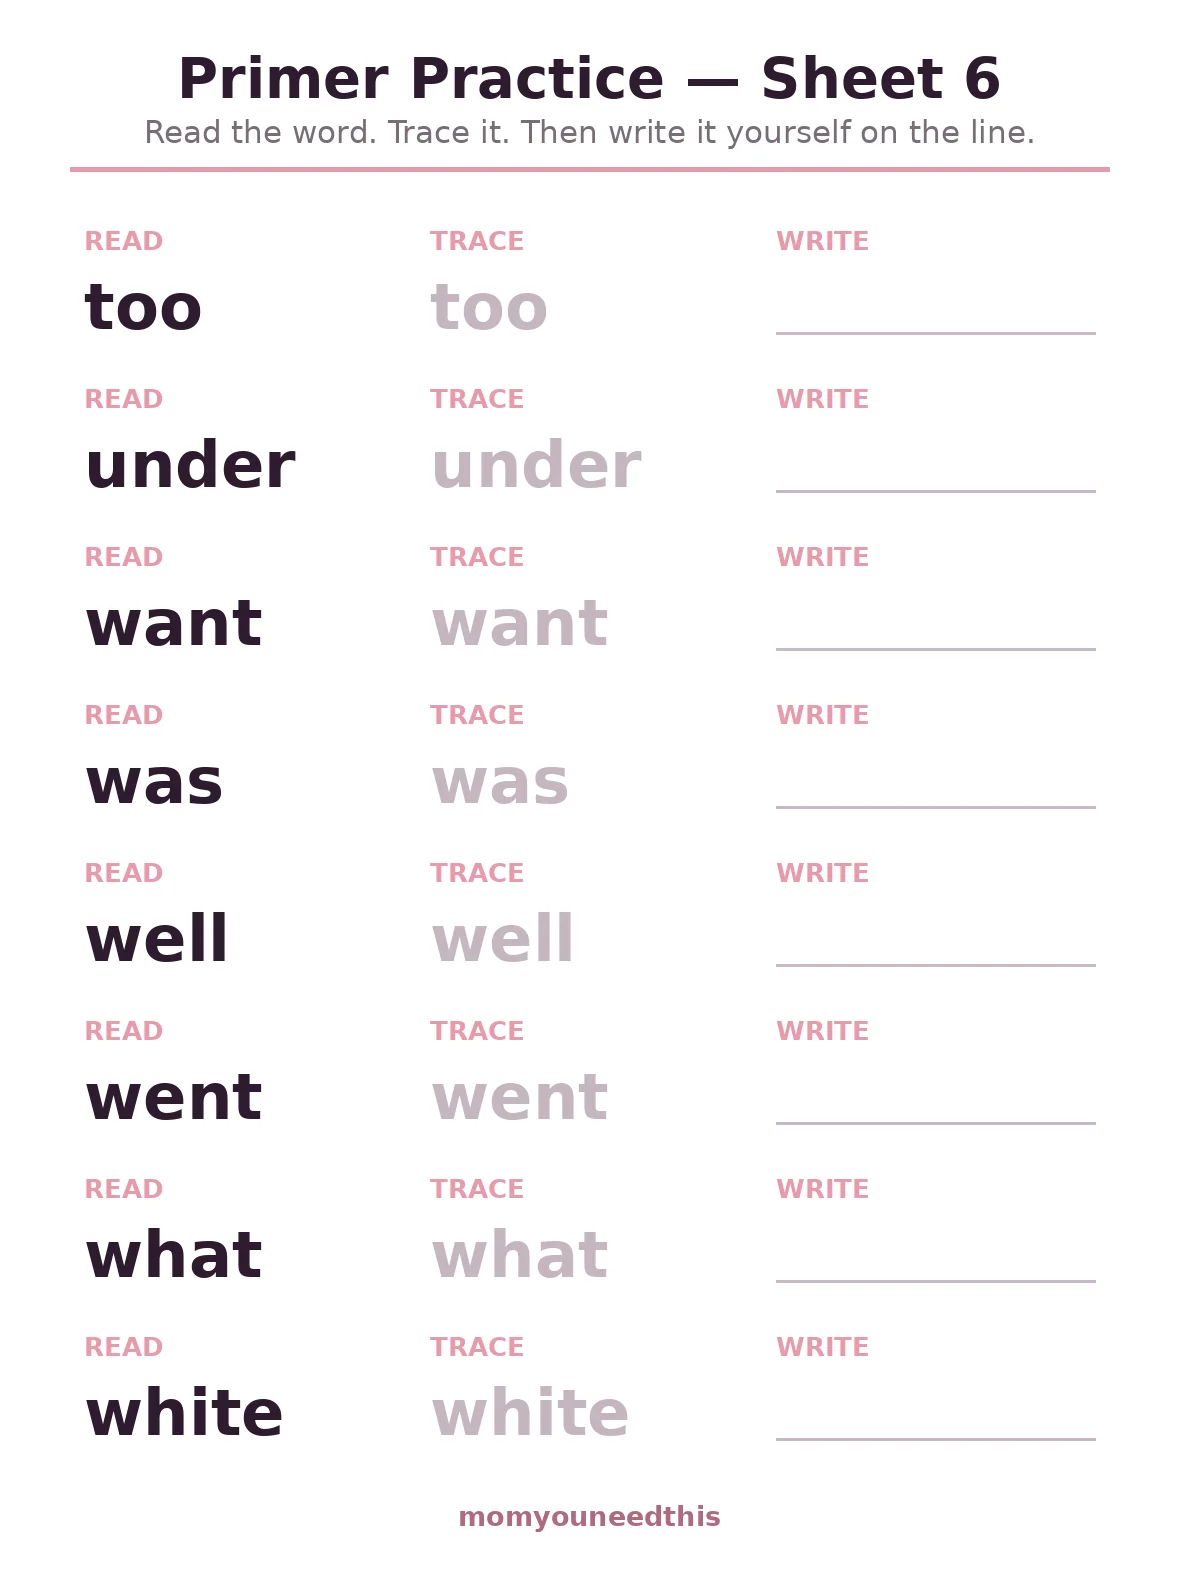 Primer Practice — Sheet 6
Read the word. Trace it. Then write it yourself on the line.
READ TRACE WRITE
too too
READ TRACE WRITE
under under
READ TRACE WRITE
want want
READ TRACE WRITE
was was
READ TRACE WRITE
well well
READ TRACE WRITE
went went
READ TRACE WRITE
what what
READ TRACE WRITE
white white
momyouneedthis